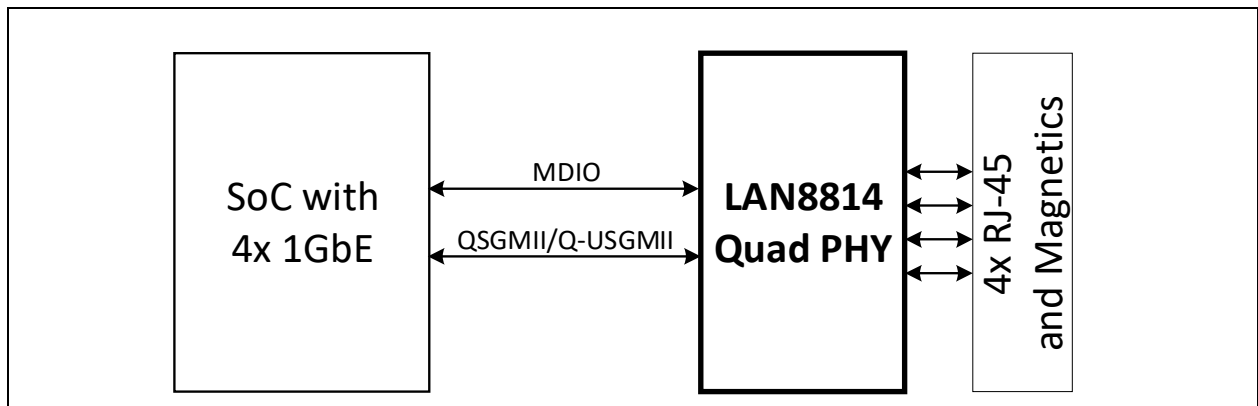 SoC with
4x 1GbE
MDIO
QSGMII/Q-USGMII
LAN8814
Quad PHY
4x RJ-45
and Magnetics